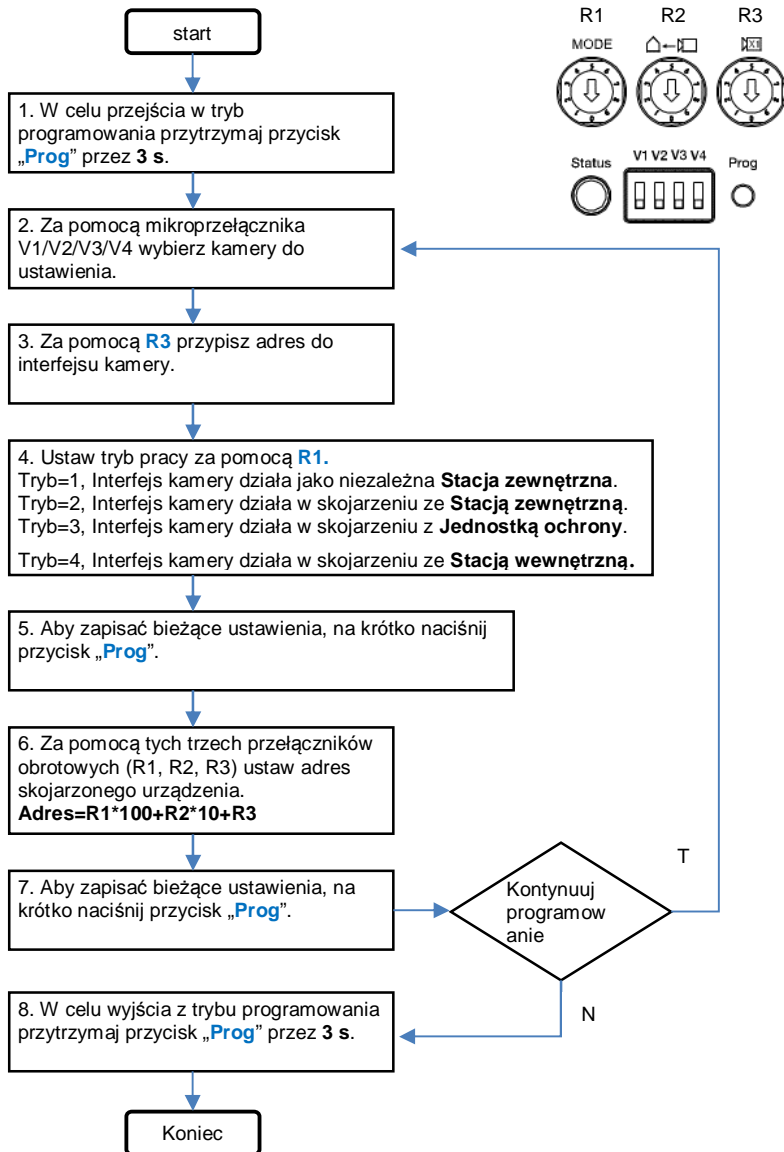 start
R1 R2 R3
MODE
Status V1 V2 V3 V4 Prog
1. W celu przejścia w tryb
programowania przytrzymaj przycisk
„Prog” przez 3 s.
2. Za pomocą mikroprzełącznika
V1/V2/V3/V4 wybierz kamery do
ustawienia.
3. Za pomocą R3 przypisz adres do
interfejsu kamery.
4. Ustaw tryb pracy za pomocą R1.
Tryb=1, Interfejs kamery działa jako niezależna Stacja zewnętrzna.
Tryb=2, Interfejs kamery działa w skojarzeniu ze Stacją zewnętrzną.
Tryb=3, Interfejs kamery działa w skojarzeniu z Jednostką ochrony.
Tryb=4, Interfejs kamery działa w skojarzeniu ze Stacją wewnętrzną.
5. Aby zapisać bieżące ustawienia, na krótko naciśnij
przycisk „Prog”.
6. Za pomocą tych trzech przełączników
obrotowych (R1, R2, R3) ustaw adres
skojarzonego urządzenia.
Adres=R1*100+R2*10+R3
7. Aby zapisać bieżące ustawienia, na
krótko naciśnij przycisk „Prog”.
Kontynuuj
programow
anie
T
N
8. W celu wyjścia z trybu programowania
przytrzymaj przycisk „Prog” przez 3 s.
Koniec